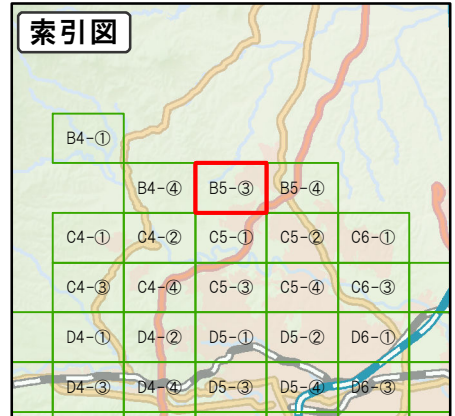 索引図
B4-①
B4-④ B5-③ B5-④
C4-① C4-② C5-① C5-② C6-①
C4-③ C4-④ C5-③ C5-④ C6-③
D4-① D4-② D5-① D5-② D6-①
D4-③ D4-④ D5-③ D5-④ D6-③